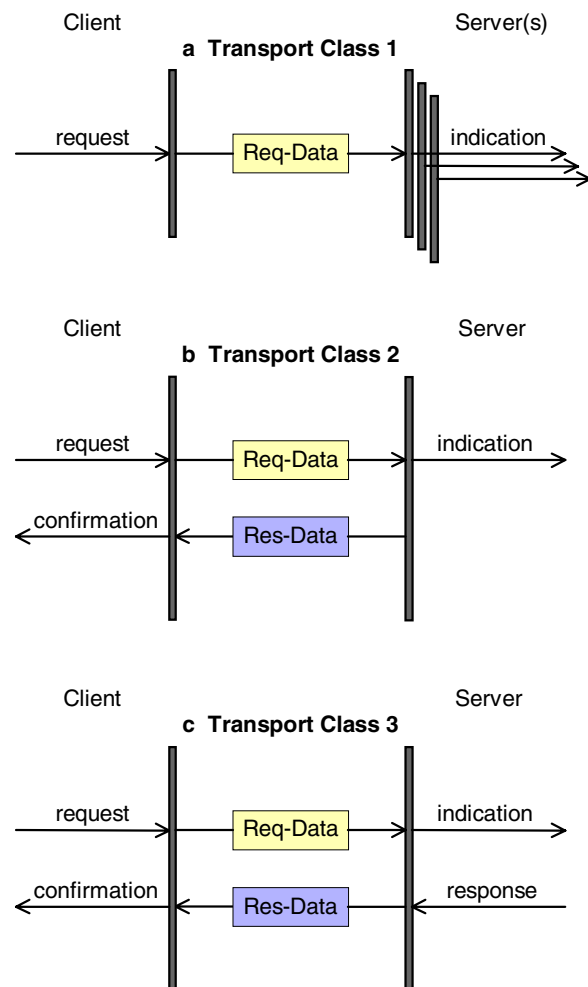 Client Server(s)
a Transport Class 1
request Req-Data indication
Client Server
b Transport Class 2
request Req-Data indication
confirmation Res-Data
Client Server
c Transport Class 3
request Req-Data indication
confirmation Res-Data response